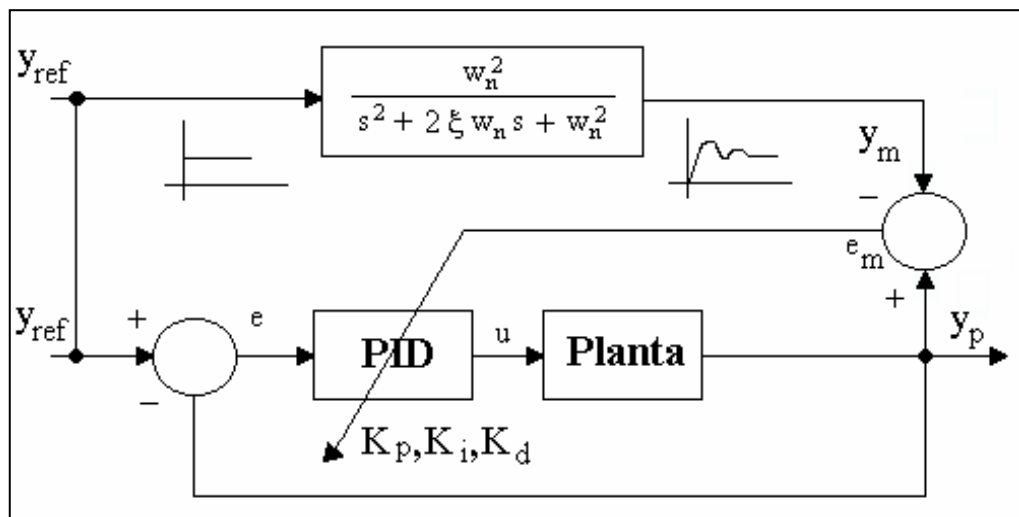 y_ref
w_n^2
s^2 + 2 ξ w_n s + w_n^2
y_m
−
e_m
+
y_ref
+
e
−
PID
u
Planta
y_p
K_p,K_i,K_d